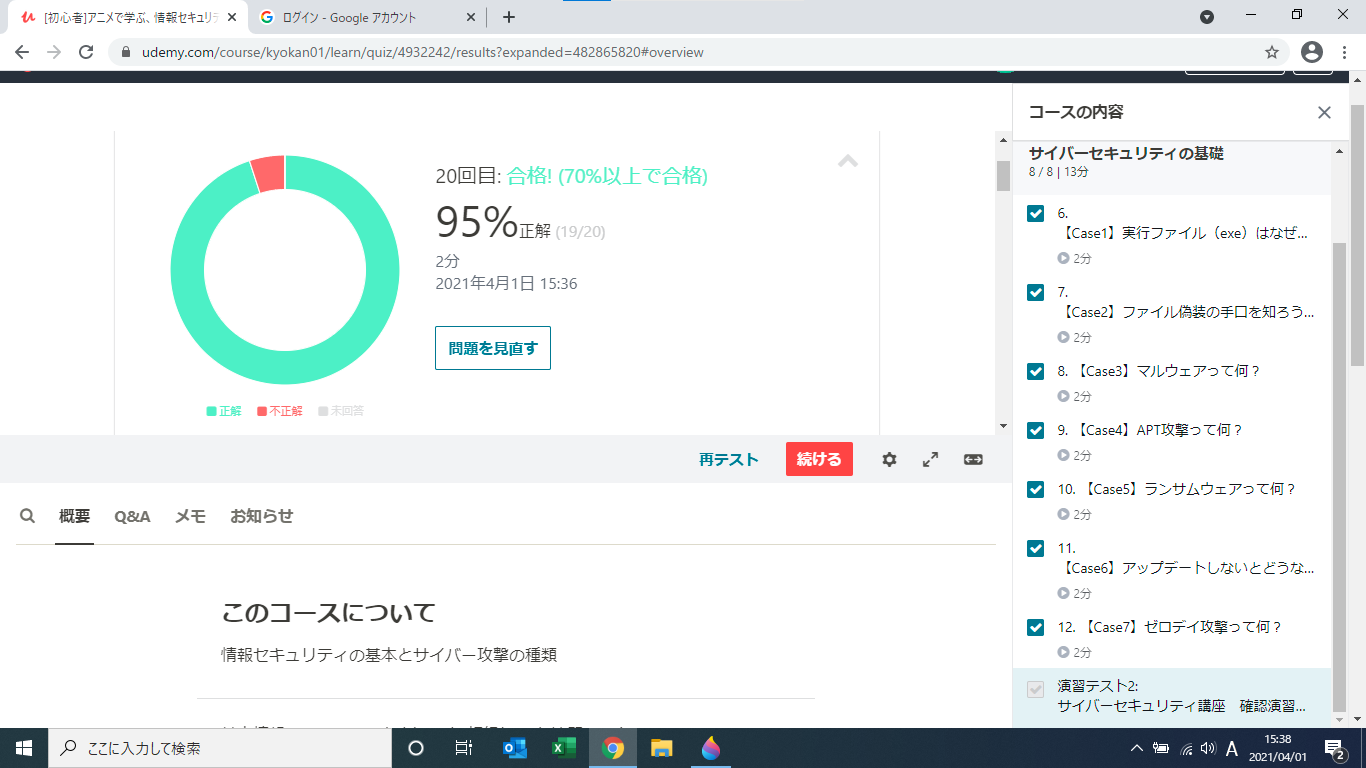 [初心者]アニメで学ぶ、情報セキュリテ
ログイン - Google アカウント
udemy.com/course/kyokan01/learn/quiz/4932242/results?expanded=482865820#overview
20回目: 合格! (70%以上で合格)
95%正解 (19/20)
2分
2021年4月1日 15:36
問題を見直す
正解 不正解 未回答
再テスト
続ける
概要 Q&A メモ お知らせ
このコースについて
情報セキュリティの基本とサイバー攻撃の種類
コースの内容
サイバーセキュリティの基礎
8 / 8 | 13分
6.
【Case1】実行ファイル（exe）はなぜ...
2分
7.
【Case2】ファイル偽装の手口を知ろう...
2分
8. 【Case3】マルウェアって何？
2分
9. 【Case4】APT攻撃って何？
2分
10. 【Case5】ランサムウェアって何？
2分
11.
【Case6】アップデートしないとどうな...
2分
12. 【Case7】ゼロデイ攻撃って何？
2分
演習テスト2:
サイバーセキュリティ講座　確認演習...
ここに入力して検索
A
15:38
2021/04/01
2